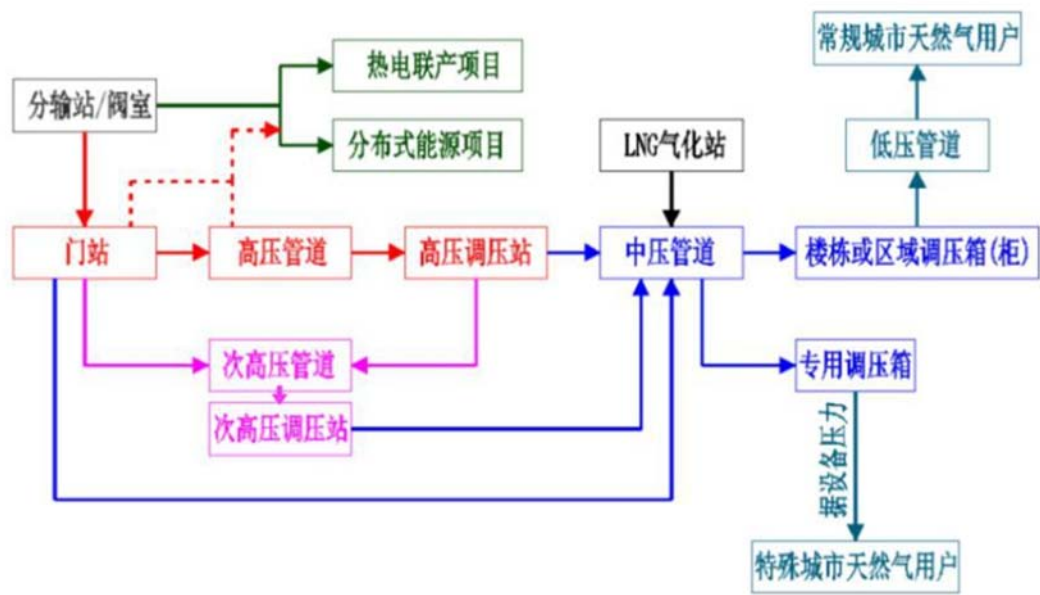 常规城市天然气用户
热电联产项目
分输站/阀室
分布式能源项目
LNG气化站
低压管道
门站
高压管道
高压调压站
中压管道
楼栋或区域调压箱(柜)
次高压管道
专用调压箱
次高压调压站
据设备压力
特殊城市天然气用户